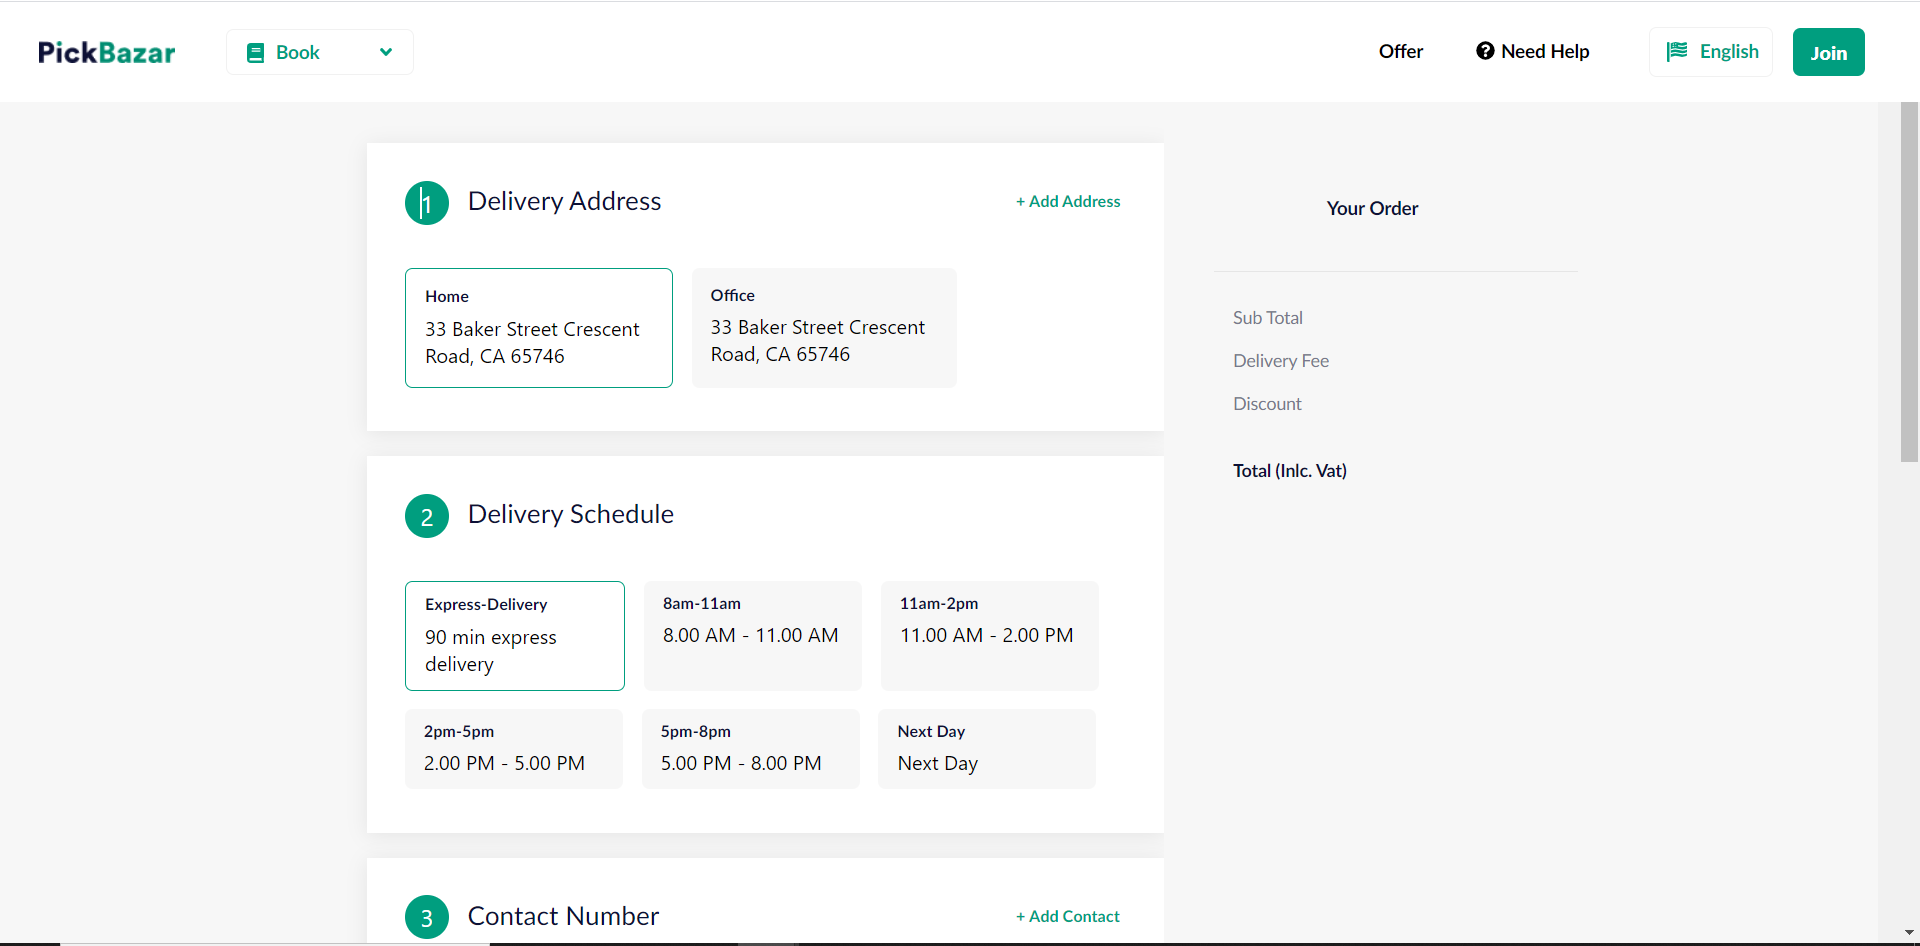 PickBazar
Book
Offer
Need Help
English
Join
1
Delivery Address
+ Add Address
Home
33 Baker Street Crescent
Road, CA 65746
Office
33 Baker Street Crescent
Road, CA 65746
Your Order
Sub Total
Delivery Fee
Discount
Total (Inlc. Vat)
2
Delivery Schedule
Express-Delivery
90 min express
delivery
8am-11am
8.00 AM - 11.00 AM
11am-2pm
11.00 AM - 2.00 PM
2pm-5pm
2.00 PM - 5.00 PM
5pm-8pm
5.00 PM - 8.00 PM
Next Day
Next Day
3
Contact Number
+ Add Contact